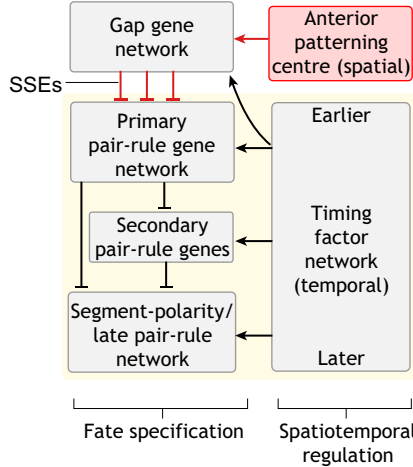 Gap gene
network
Anterior
patterning
centre (spatial)
SSEs
Primary
pair-rule gene
network
Earlier
Secondary
pair-rule genes
Timing
factor
network
(temporal)
Segment-polarity/
late pair-rule
network
Later
Fate specification
Spatiotemporal
regulation